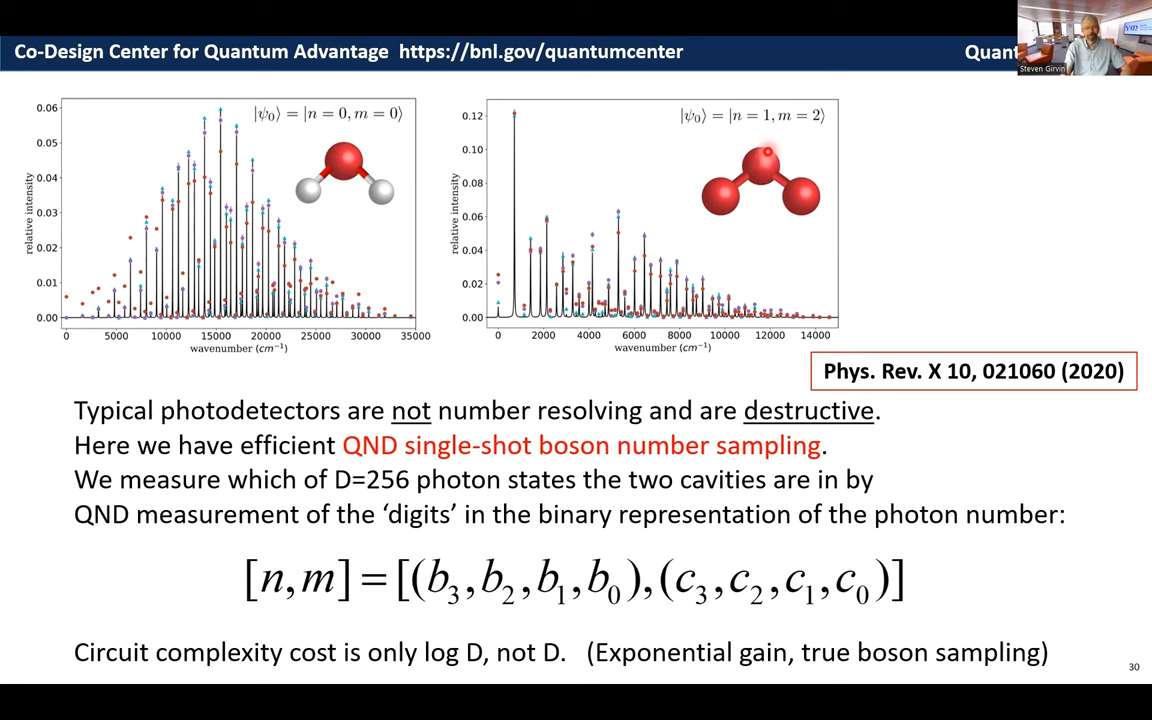 Co-Design Center for Quantum Advantage https://bnl.gov/quantumcenter
Steven Girvin
0.06
0.05
0.04
0.03
0.02
0.01
0.00
relative intensity
|ψ₀⟩ = |n = 0, m = 0⟩
0 5000 10000 15000 20000 25000 30000 35000
wavenumber (cm⁻¹)
0.12
0.10
0.08
0.06
0.04
0.02
0.00
relative intensity
|ψ₀⟩ = |n = 1, m = 2⟩
0 2000 4000 6000 8000 10000 12000 14000
wavenumber (cm⁻¹)
Phys. Rev. X 10, 021060 (2020)
Typical photodetectors are not number resolving and are destructive.
Here we have efficient QND single-shot boson number sampling.
We measure which of D=256 photon states the two cavities are in by
QND measurement of the ‘digits’ in the binary representation of the photon number:
[n,m] = [(b₃,b₂,b₁,b₀),(c₃,c₂,c₁,c₀)]
Circuit complexity cost is only log D, not D. (Exponential gain, true boson sampling)
30